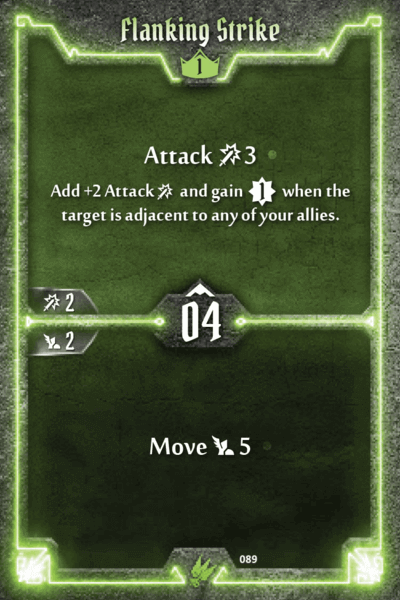 Flanking Strike
1
Attack 3
Add +2 Attack and gain 1 when the
target is adjacent to any of your allies.
2
04
2
Move 5
089